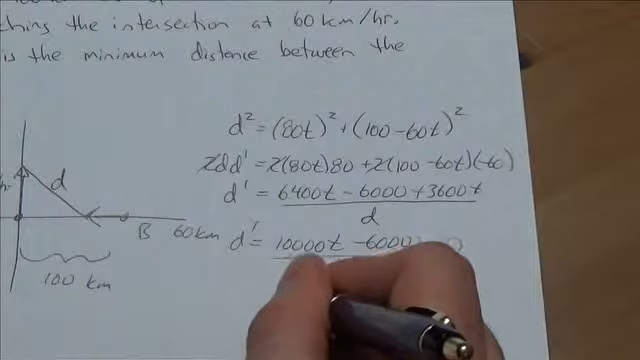 ching the intersection at 60 km/hr.
is the minimum distance between the
d² = (80t)² + (100 - 60t)²
2dd' = 2(80t)80 + 2(100 - 60t)(-60)
d' = 6400t - 6000 + 3600t
d
d' = 10000t - 6000
d
B 60km
100 km